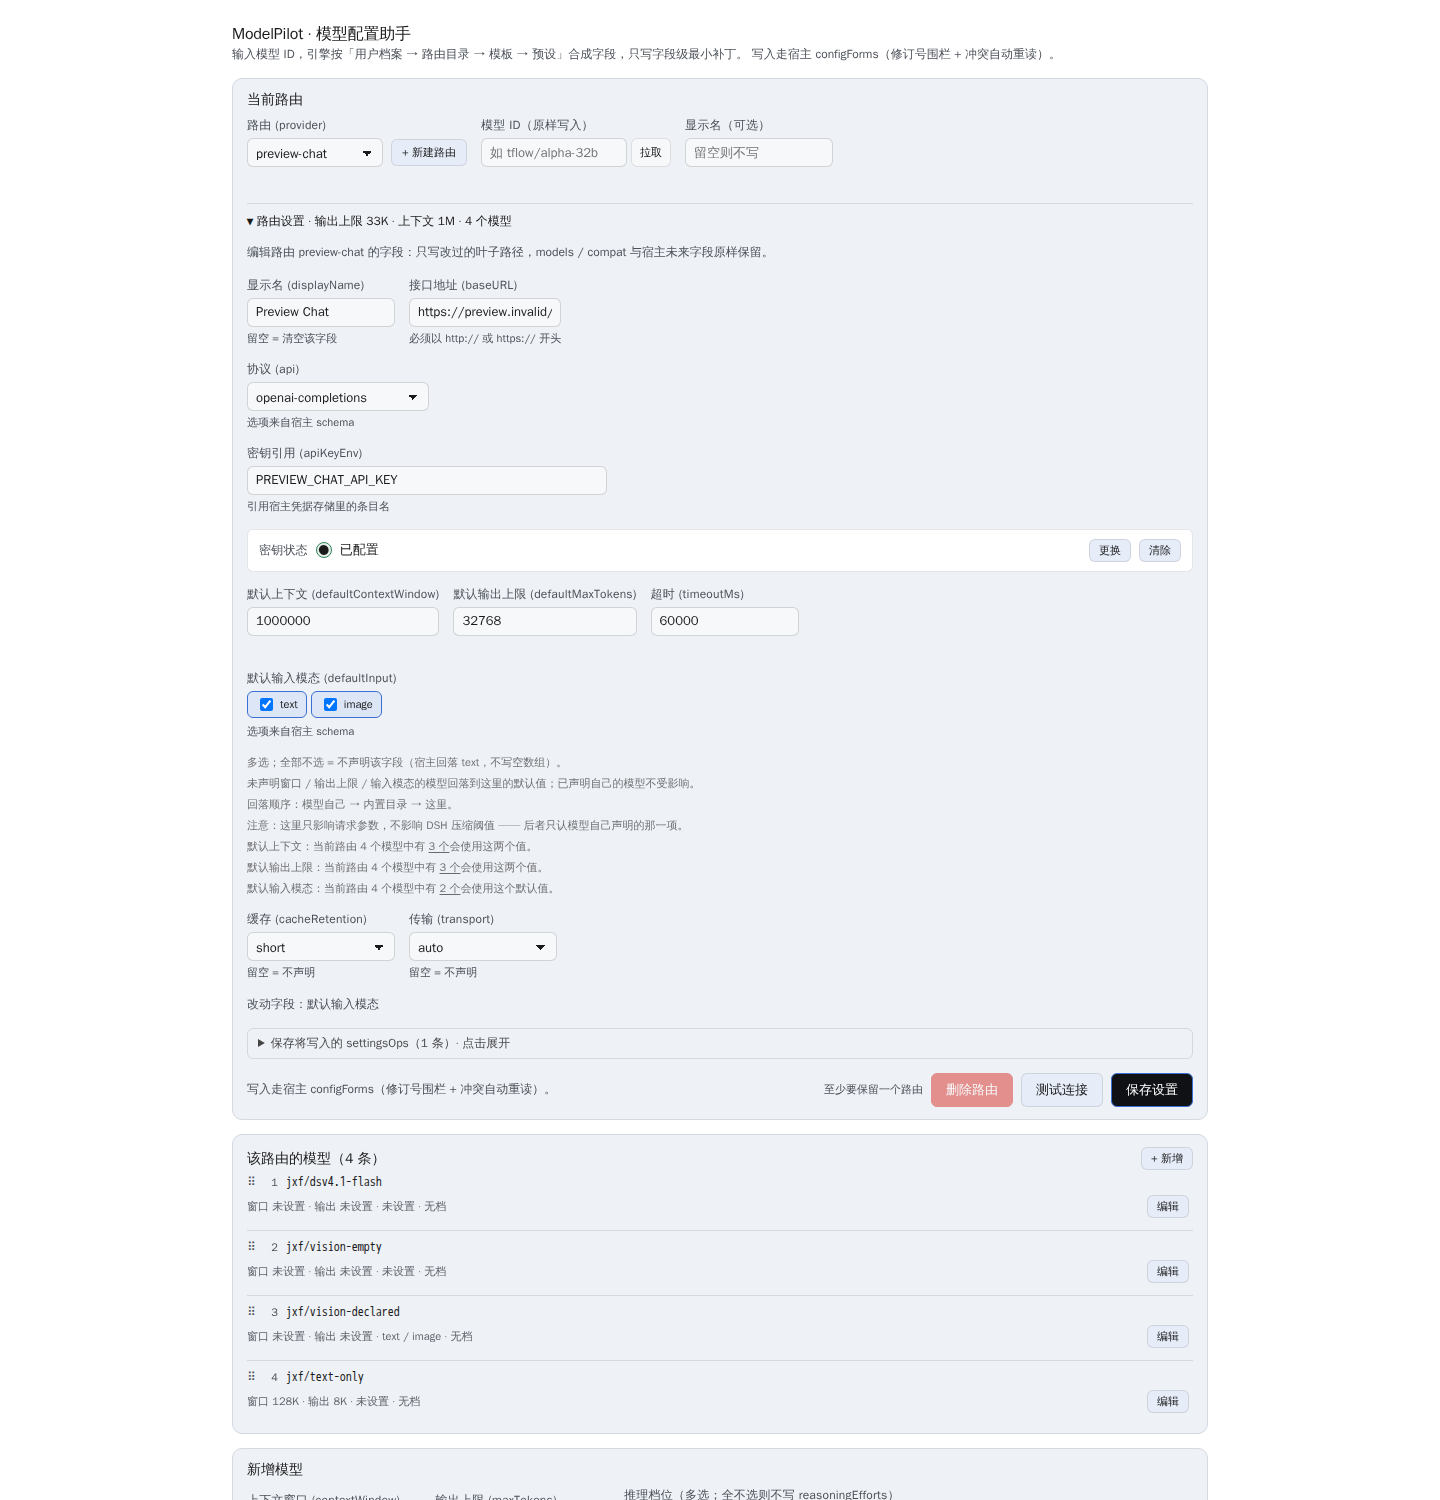 ModelPilot · 模型配置助手
输入模型 ID，引擎按「用户档案 → 路由目录 → 模板 → 预设」合成字段，只写字段级最小补丁。 写入走宿主 configForms（修订号围栏 + 冲突自动重读）。
当前路由
路由 (provider) 模型 ID（原样写入） 显示名（可选）
preview-chat + 新建路由 如 tflow/alpha-32b 拉取 留空则不写
▼ 路由设置 · 输出上限 33K · 上下文 1M · 4 个模型
编辑路由 preview-chat 的字段：只写改过的叶子路径，models / compat 与宿主未来字段原样保留。
显示名 (displayName) 接口地址 (baseURL)
Preview Chat https://preview.invalid/
留空 = 清空该字段 必须以 http:// 或 https:// 开头
协议 (api)
openai-completions
选项来自宿主 schema
密钥引用 (apiKeyEnv)
PREVIEW_CHAT_API_KEY
引用宿主凭据存储里的条目名
密钥状态 已配置 更换 清除
默认上下文 (defaultContextWindow) 默认输出上限 (defaultMaxTokens) 超时 (timeoutMs)
1000000 32768 60000
默认输入模态 (defaultInput)
text image
选项来自宿主 schema
多选；全部不选 = 不声明该字段（宿主回落 text，不写空数组）。
未声明窗口 / 输出上限 / 输入模态的模型回落到这里的默认值；已声明自己的模型不受影响。
回落顺序：模型自己 → 内置目录 → 这里。
注意：这里只影响请求参数，不影响 DSH 压缩阈值 —— 后者只认模型自己声明的那一项。
默认上下文：当前路由 4 个模型中有 3 个会使用这两个值。
默认输出上限：当前路由 4 个模型中有 3 个会使用这两个值。
默认输入模态：当前路由 4 个模型中有 2 个会使用这个默认值。
缓存 (cacheRetention) 传输 (transport)
short auto
留空 = 不声明 留空 = 不声明
改动字段：默认输入模态
▶ 保存将写入的 settingsOps（1 条）· 点击展开
写入走宿主 configForms（修订号围栏 + 冲突自动重读）。 至少要保留一个路由 删除路由 测试连接 保存设置
该路由的模型（4 条） + 新增
⠿ 1 jxf/dsv4.1-flash
窗口 未设置 · 输出 未设置 · 未设置 · 无档 编辑
⠿ 2 jxf/vision-empty
窗口 未设置 · 输出 未设置 · 未设置 · 无档 编辑
⠿ 3 jxf/vision-declared
窗口 未设置 · 输出 未设置 · text / image · 无档 编辑
⠿ 4 jxf/text-only
窗口 128K · 输出 8K · 未设置 · 无档 编辑
新增模型
上下文窗口 (contextWindow) 输出上限 (maxTokens) 推理档位（多选；全不选则不写 reasoningEfforts）